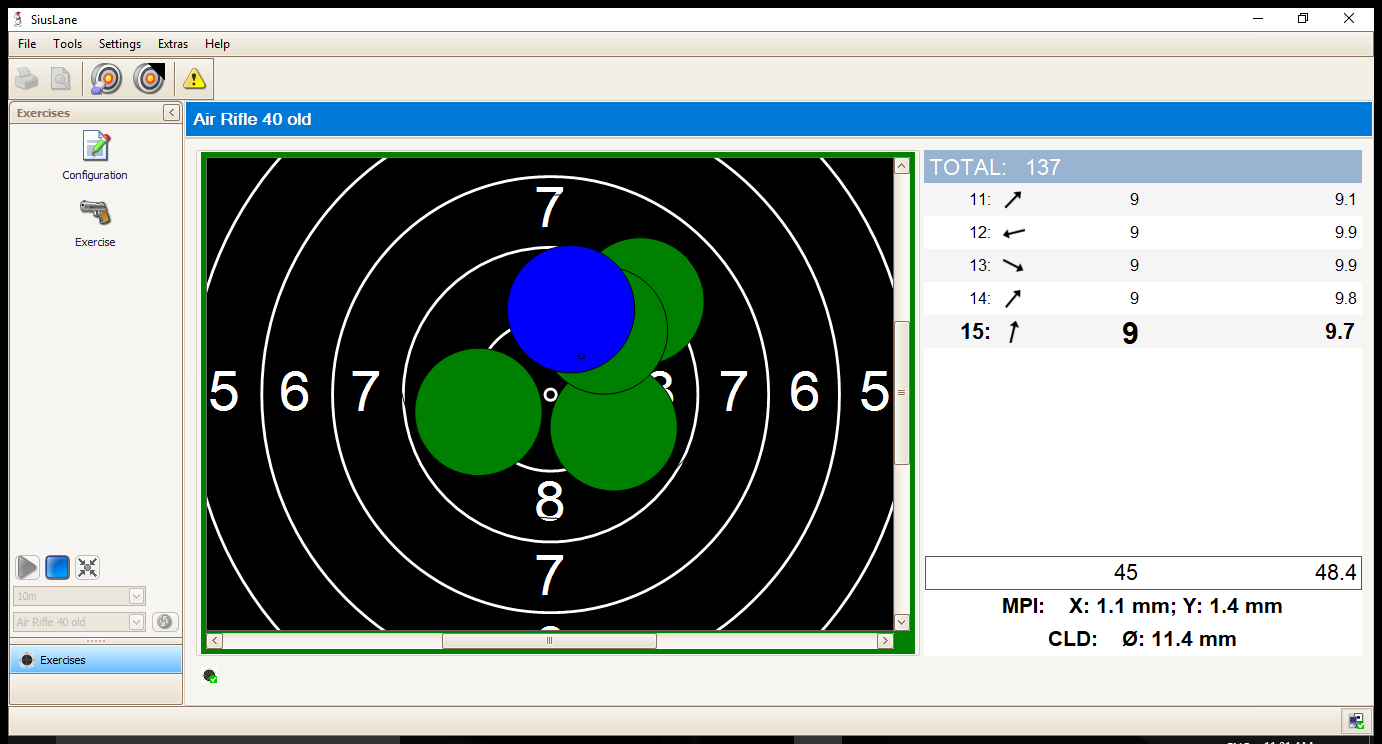 SiusLane
File Tools Settings Extras Help
Exercises
Configuration
Exercise
10m
Air Rifle 40 old
Exercises
Air Rifle 40 old
7
5 6 7 7 6 5
8
7
TOTAL: 137
11: 9 9.1
12: 9 9.9
13: 9 9.9
14: 9 9.8
15: 9 9.7
45 48.4
MPI: X: 1.1 mm; Y: 1.4 mm
CLD: Ø: 11.4 mm